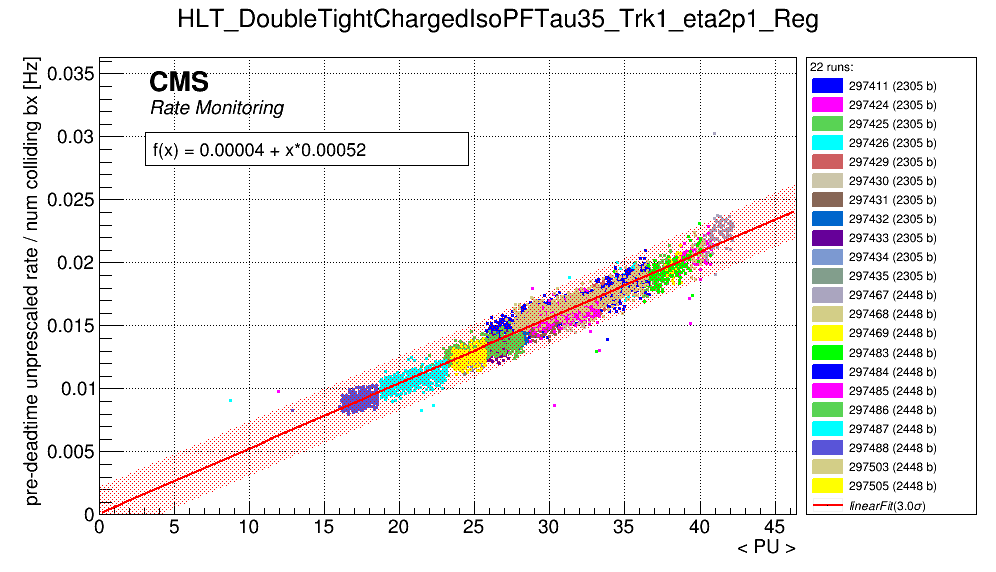 HLT_DoubleTightChargedIsoPFTau35_Trk1_eta2p1_Reg
pre-deadtime unprescaled rate / num colliding bx [Hz]
0.035
0.03
0.025
0.02
0.015
0.01
0.005
0
CMS
Rate Monitoring
f(x) = 0.00004 + x*0.00052
0 5 10 15 20 25 30 35 40 45
< PU >
22 runs:
297411 (2305 b)
297424 (2305 b)
297425 (2305 b)
297426 (2305 b)
297429 (2305 b)
297430 (2305 b)
297431 (2305 b)
297432 (2305 b)
297433 (2305 b)
297434 (2305 b)
297435 (2305 b)
297467 (2448 b)
297468 (2448 b)
297469 (2448 b)
297483 (2448 b)
297484 (2448 b)
297485 (2448 b)
297486 (2448 b)
297487 (2448 b)
297488 (2448 b)
297503 (2448 b)
297505 (2448 b)
linearFit(3.0σ)